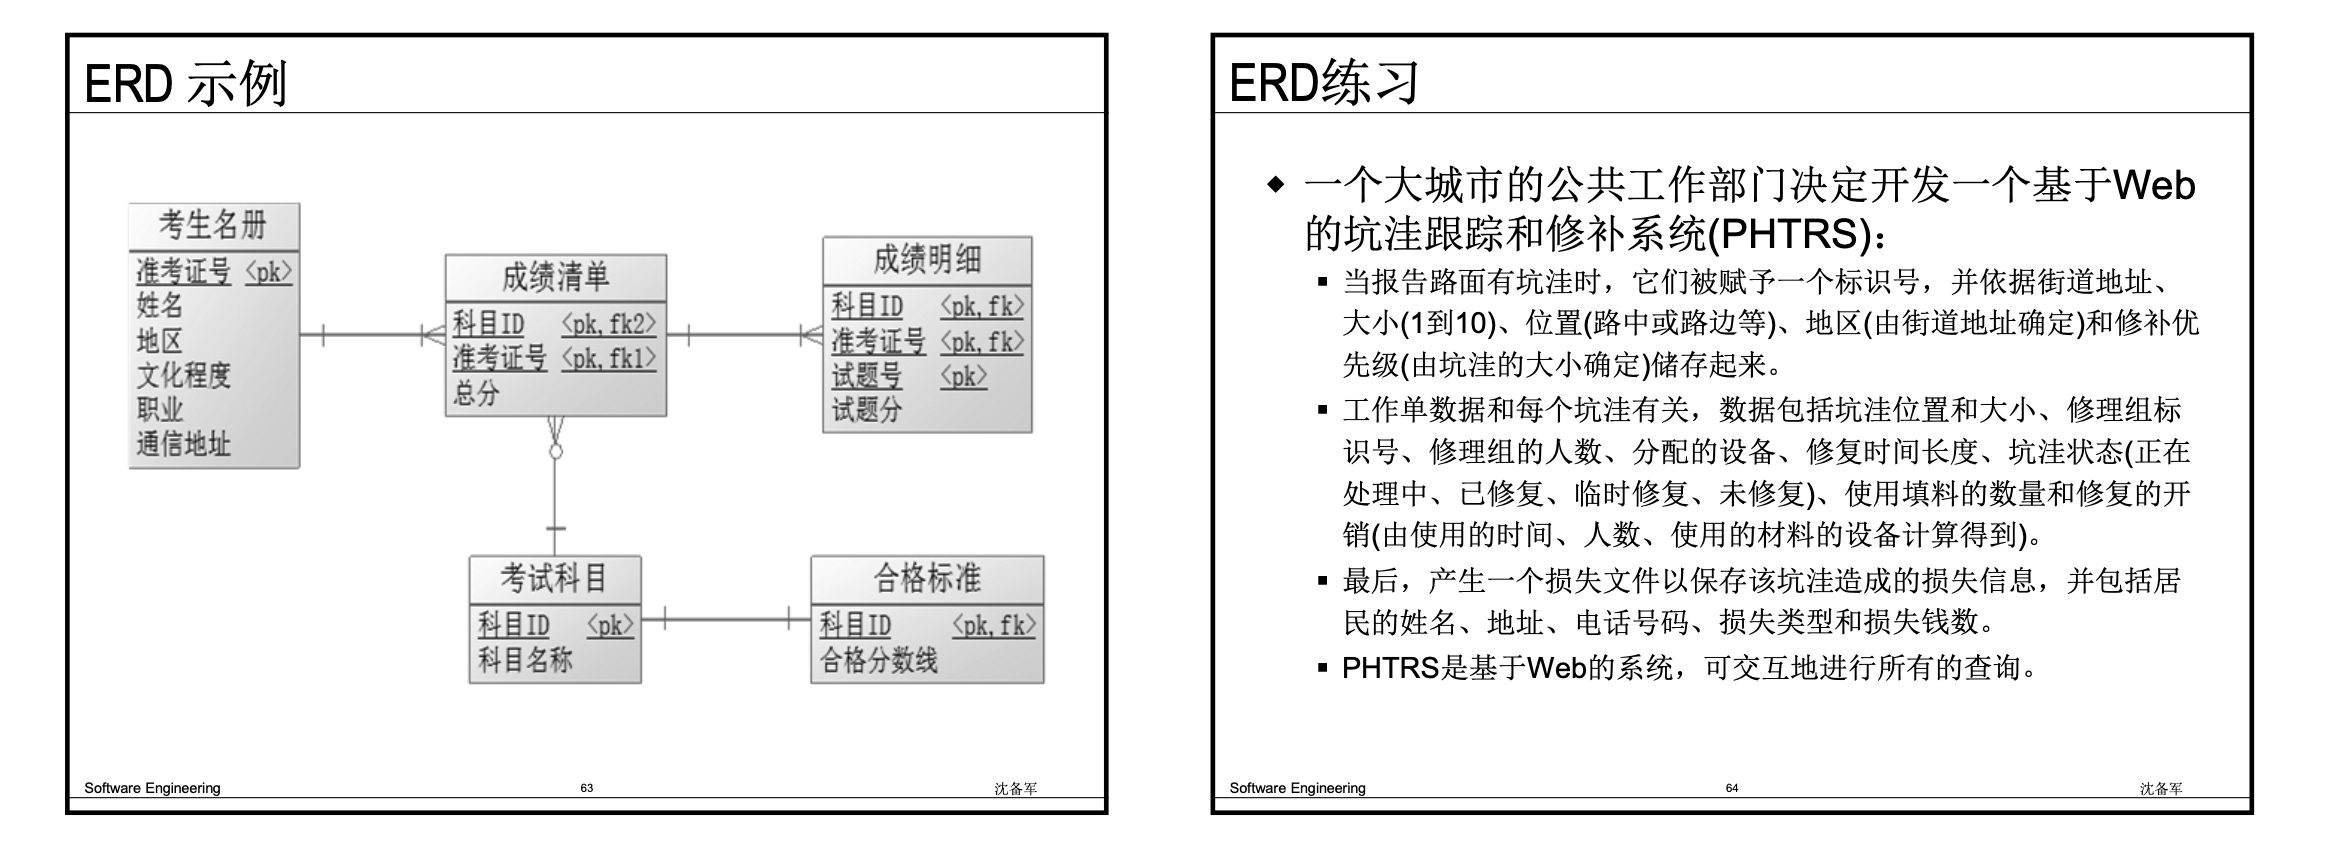 ERD 示例
考生名册
准考证号 <pk>
姓名
地区
文化程度
职业
通信地址
成绩清单
科目ID <pk,fk2>
准考证号 <pk,fk1>
总分
成绩明细
科目ID <pk,fk>
准考证号 <pk,fk>
试题号 <pk>
试题分
考试科目
科目ID <pk>
科目名称
合格标准
科目ID <pk,fk>
合格分数线
Software Engineering 63 沈备军
ERD练习
◆ 一个大城市的公共工作部门决定开发一个基于Web
的坑洼跟踪和修补系统(PHTRS)：
▪ 当报告路面有坑洼时，它们被赋予一个标识号，并依据街道地址、
大小(1到10)、位置(路中或路边等)、地区(由街道地址确定)和修补优
先级(由坑洼的大小确定)储存起来。
▪ 工作单数据和每个坑洼有关，数据包括坑洼位置和大小、修理组标
识号、修理组的人数、分配的设备、修复时间长度、坑洼状态(正在
处理中、已修复、临时修复、未修复)、使用填料的数量和修复的开
销(由使用的时间、人数、使用的材料的设备计算得到)。
▪ 最后，产生一个损失文件以保存该坑洼造成的损失信息，并包括居
民的姓名、地址、电话号码、损失类型和损失钱数。
▪ PHTRS是基于Web的系统，可交互地进行所有的查询。
Software Engineering 64 沈备军